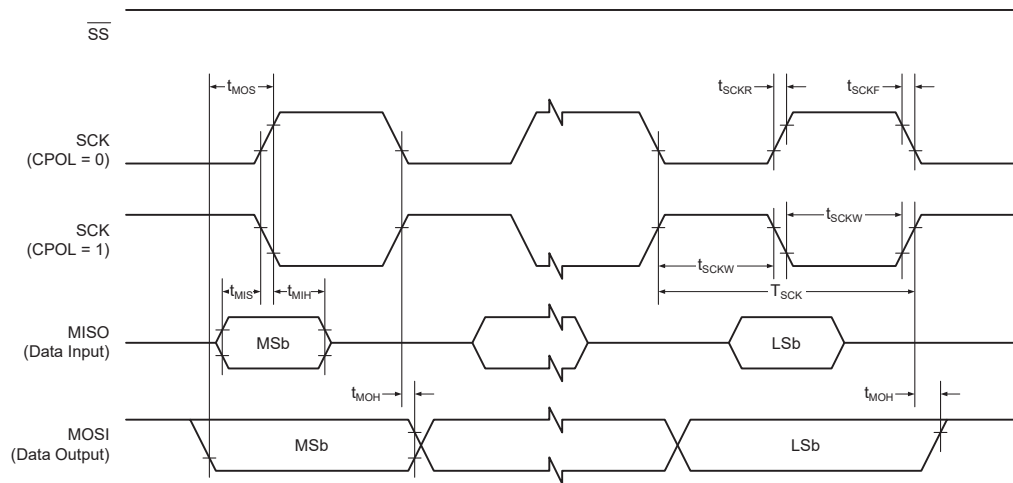 SS
tMOS
tSCKR
tSCKF
SCK
(CPOL = 0)
SCK
(CPOL = 1)
tSCKW
tSCKW
TSCK
tMIS
tMIH
MISO
(Data Input)
MSb
LSb
tMOH
tMOH
MOSI
(Data Output)
MSb
LSb